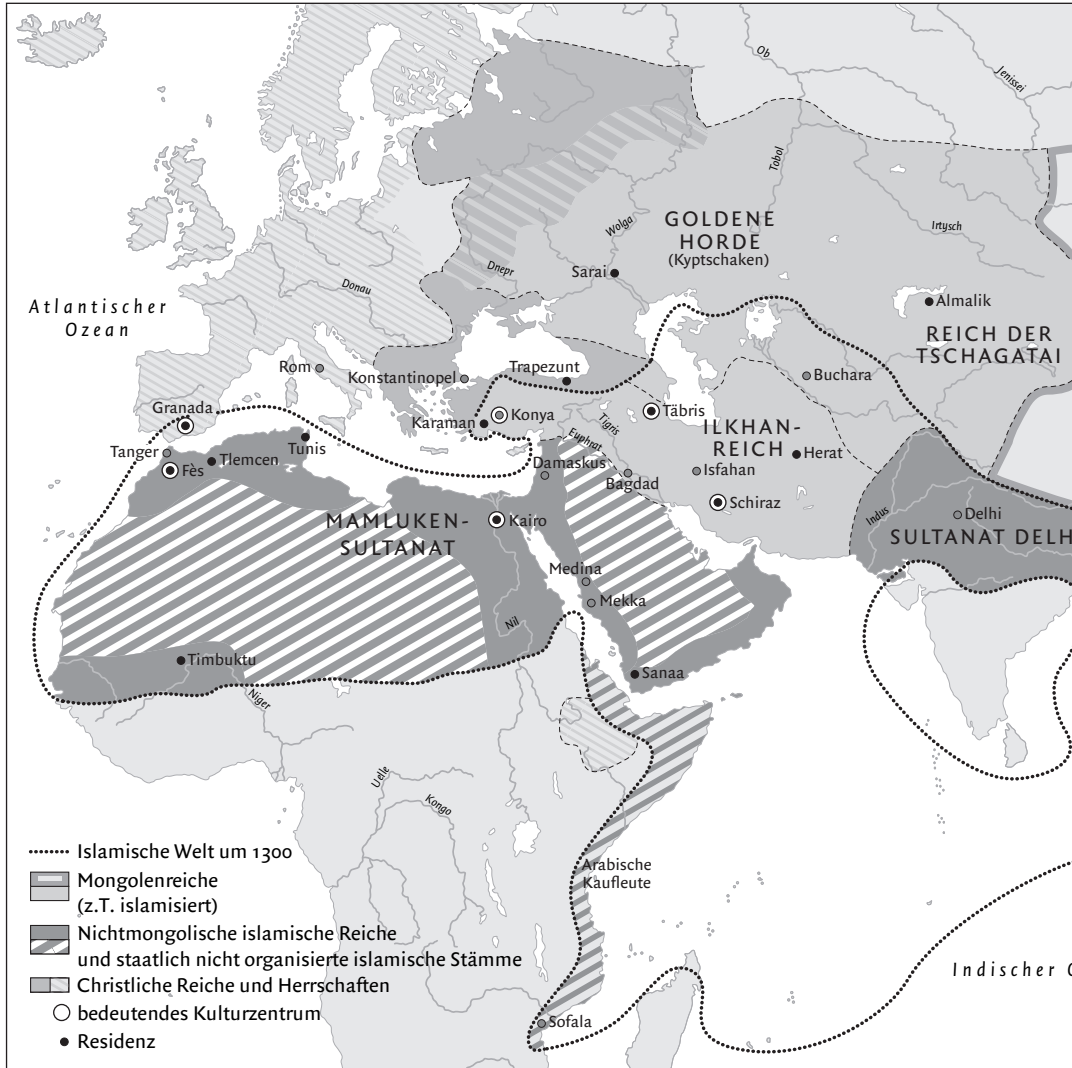 Ob
Jenissei
Tobol
Irtysch
Wolga
GOLDENE
HORDE
(Kyptschaken)
Sarai
Dnepr
Donau
Atlantischer
Ozean
Almalik
REICH DER
TSCHAGATAI
Rom
Konstantinopel
Trapezunt
Buchara
Granada
Karaman
Konya
Täbris
Tigris
ILKHAN-
REICH
Herat
Tanger
Fès
Tlemcen
Tunis
Euphrat
Damaskus
Bagdad
Isfahan
Schiraz
Indus
Delhi
SULTANAT DELH
MAMLUKEN-
SULTANAT
Kairo
Medina
Mekka
Nil
Timbuktu
Sanaa
Niger
Uelle
Kongo
Arabische
Kaufleute
Sofala
Indischer O
Islamische Welt um 1300
Mongolenreiche
(z.T. islamisiert)
Nichtmongolische islamische Reiche
und staatlich nicht organisierte islamische Stämme
Christliche Reiche und Herrschaften
bedeutendes Kulturzentrum
Residenz